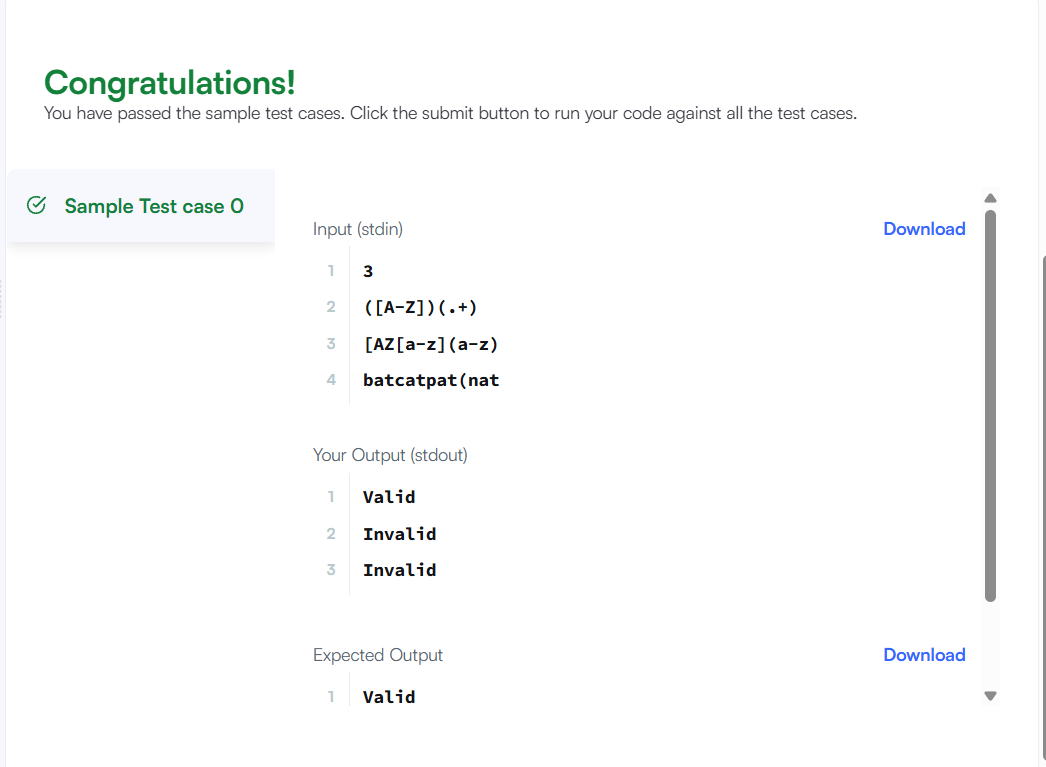 Congratulations!
You have passed the sample test cases. Click the submit button to run your code against all the test cases.
Sample Test case 0
Input (stdin)
Download
1 3
2 ([A-Z])(.+)
3 [AZ[a-z](a-z)
4 batcatpat(nat
Your Output (stdout)
1 Valid
2 Invalid
3 Invalid
Expected Output
Download
1 Valid